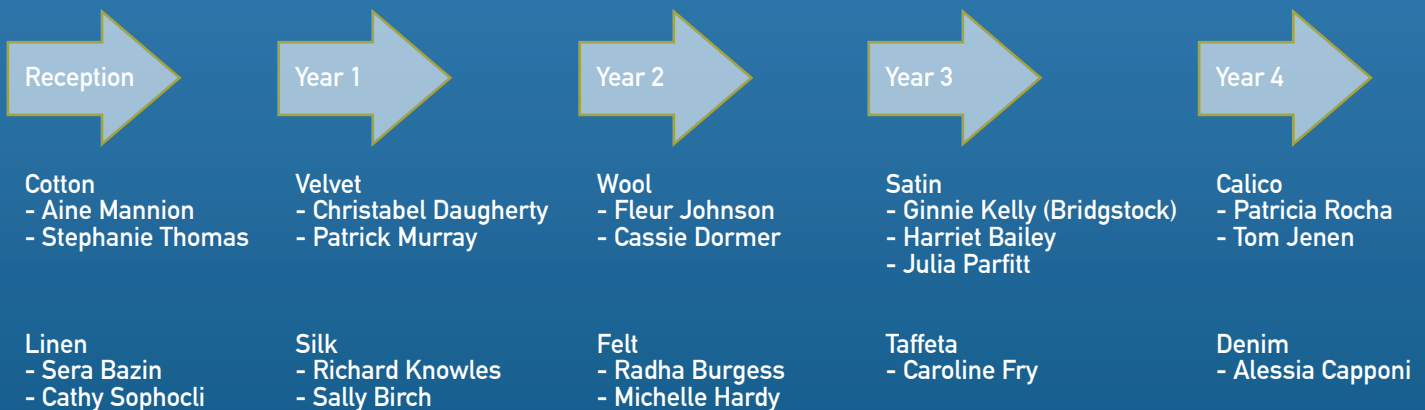 Reception
Cotton
- Aine Mannion
- Stephanie Thomas
Linen
- Sera Bazin
- Cathy Sophocli
Year 1
Velvet
- Christabel Daugherty
- Patrick Murray
Silk
- Richard Knowles
- Sally Birch
Year 2
Wool
- Fleur Johnson
- Cassie Dormer
Felt
- Radha Burgess
- Michelle Hardy
Year 3
Satin
- Ginnie Kelly (Bridgstock)
- Harriet Bailey
- Julia Parfitt
Taffeta
- Caroline Fry
Year 4
Calico
- Patricia Rocha
- Tom Jenen
Denim
- Alessia Capponi